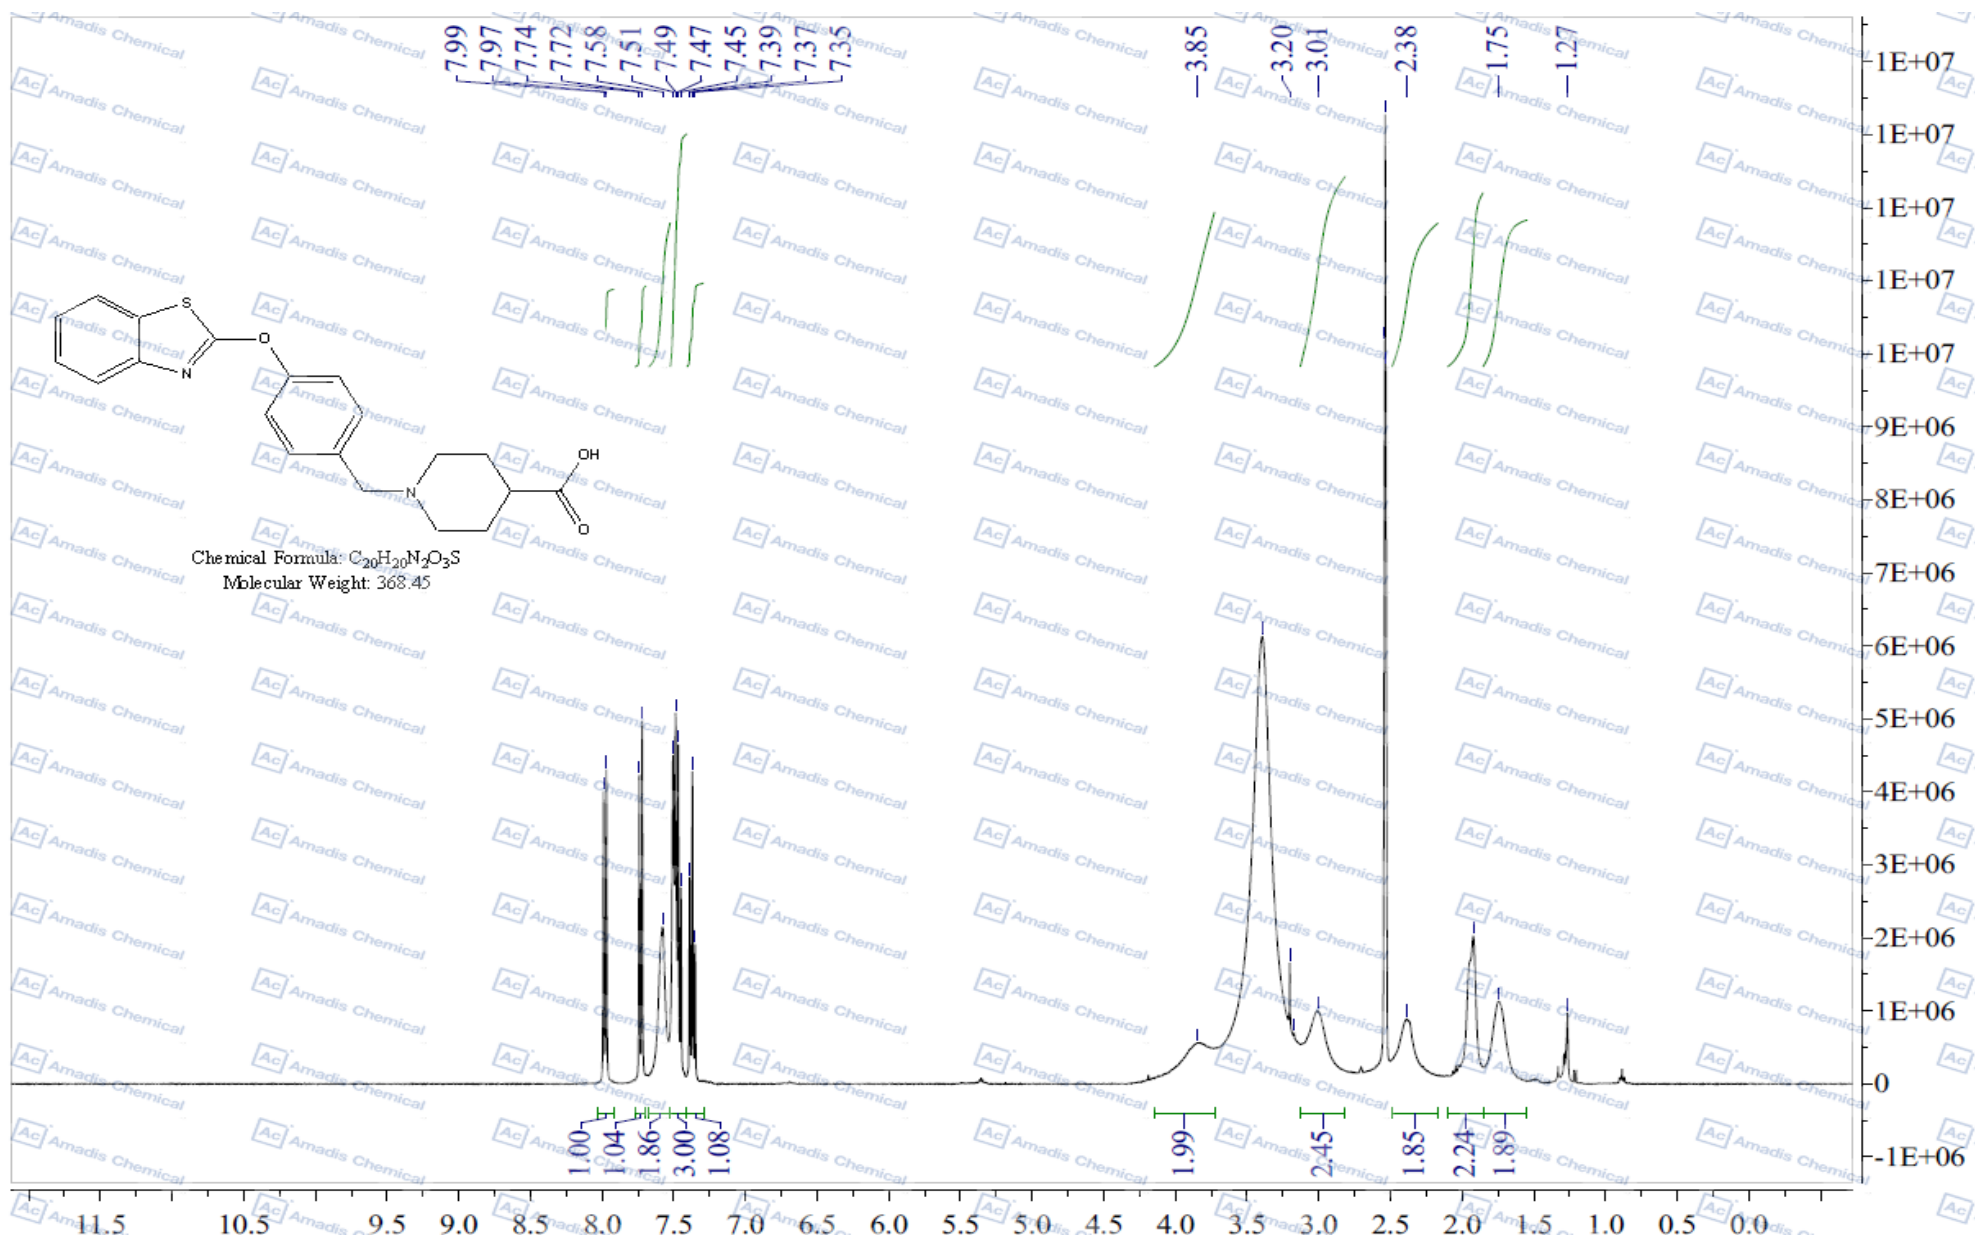 7.99
7.97
7.74
7.72
7.58
7.51
7.49
7.47
7.45
7.39
7.37
7.35
3.85
3.20
3.01
2.38
1.75
1.27
1E+07
1E+07
1E+07
1E+07
1E+07
9E+06
8E+06
7E+06
6E+06
5E+06
4E+06
3E+06
2E+06
1E+06
0
-1E+06
S
N
O
N
OH
O
Chemical Formula: C20H20N2O3S
Molecular Weight: 368.45
1.00
1.04
1.86
3.00
1.08
1.99
2.45
1.85
2.24
1.89
11.5 10.5 9.5 9.0 8.5 8.0 7.5 7.0 6.5 6.0 5.5 5.0 4.5 4.0 3.5 3.0 2.5 2.0 1.5 1.0 0.5 0.0
Ac Amadis Chemical